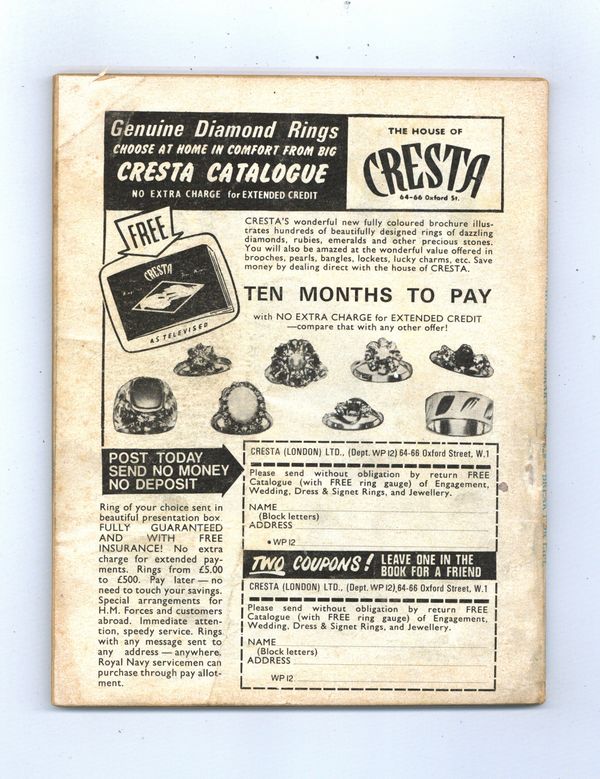 Genuine Diamond Rings
CHOOSE AT HOME IN COMFORT FROM BIG
CRESTA CATALOGUE
NO EXTRA CHARGE for EXTENDED CREDIT
THE HOUSE OF
CRESTA
64-66 Oxford St.
FREE
CRESTA
AS TELEVISED
CRESTA'S wonderful new fully coloured brochure illus-
trates hundreds of beautifully designed rings of dazzling
diamonds, rubies, emeralds and other precious stones.
You will also be amazed at the wonderful value offered in
brooches, pearls, bangles, lockets, lucky charms, etc. Save
money by dealing direct with the house of CRESTA.
TEN MONTHS TO PAY
with NO EXTRA CHARGE for EXTENDED CREDIT
—compare that with any other offer!
POST TODAY
SEND NO MONEY
NO DEPOSIT
Ring of your choice sent in
beautiful presentation box.
FULLY GUARANTEED
AND WITH FREE
INSURANCE! No extra
charge for extended pay-
ments. Rings from £5.00
to £500. Pay later — no
need to touch your savings.
Special arrangements for
H.M. Forces and customers
abroad. Immediate atten-
tion, speedy service. Rings
with any message sent to
any address — anywhere.
Royal Navy servicemen can
purchase through pay allot-
ment.
CRESTA (LONDON) LTD., (Dept. WP12) 64-66 Oxford Street, W.1
Please send without obligation by return FREE
Catalogue (with FREE ring gauge) of Engagement,
Wedding, Dress & Signet Rings, and Jewellery.
NAME
(Block letters)
ADDRESS
• WP12
TWO COUPONS! LEAVE ONE IN THE
BOOK FOR A FRIEND
CRESTA (LONDON) LTD., (Dept. WP12) 64-66 Oxford Street, W.1
Please send without obligation by return FREE
Catalogue (with FREE ring gauge) of Engagement,
Wedding, Dress & Signet Rings, and Jewellery.
NAME
(Block letters)
ADDRESS
WP12